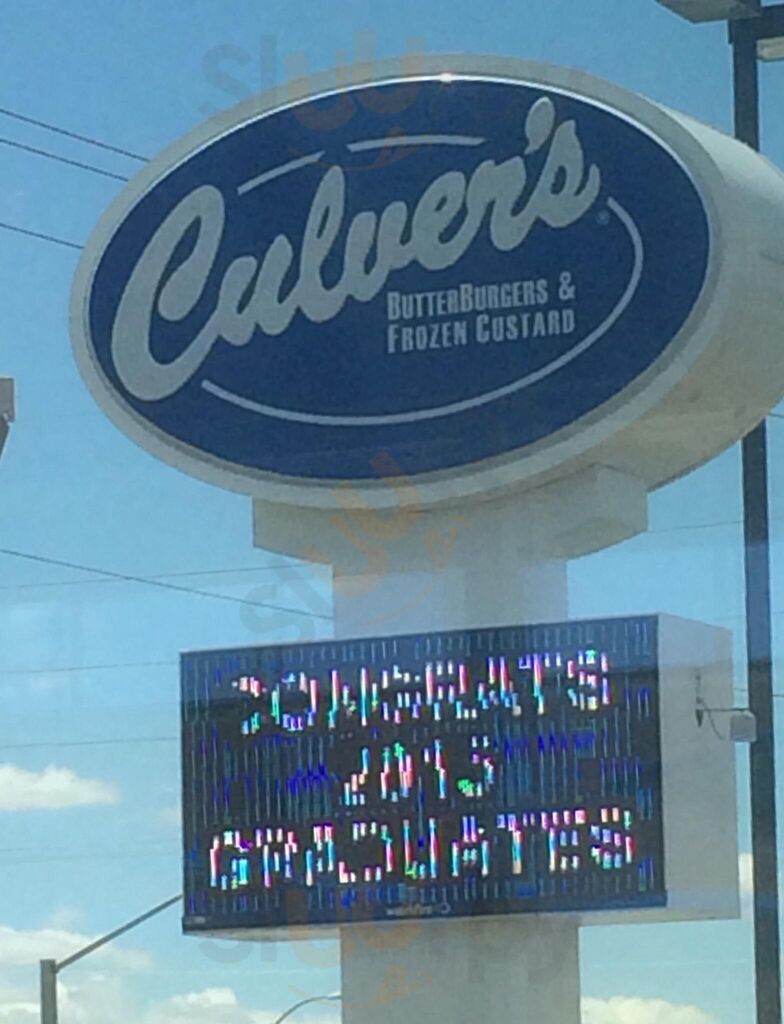 Culver's®
BUTTERBURGERS &
FROZEN CUSTARD
CONGRATS
2015
GRADUATES